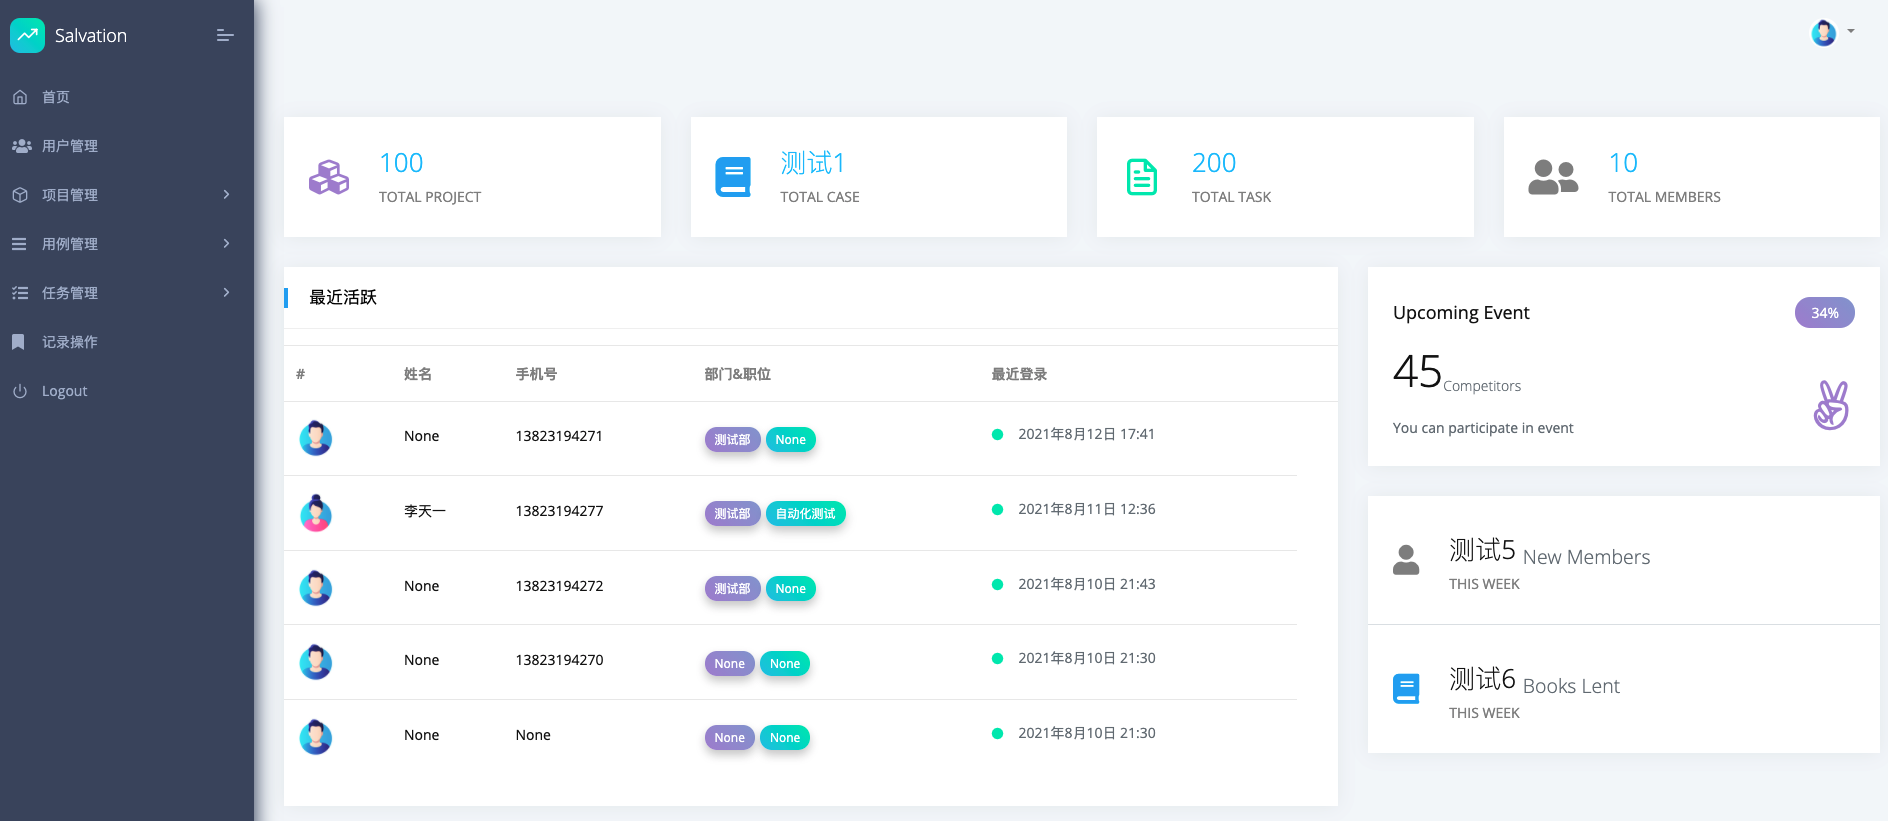 Salvation
首页
用户管理
项目管理
用例管理
任务管理
记录操作
Logout
100
TOTAL PROJECT
测试1
TOTAL CASE
200
TOTAL TASK
10
TOTAL MEMBERS
最近活跃
# 姓名 手机号 部门&职位 最近登录
None 13823194271 测试部 None 2021年8月12日 17:41
李天一 13823194277 测试部 自动化测试 2021年8月11日 12:36
None 13823194272 测试部 None 2021年8月10日 21:43
None 13823194270 None None 2021年8月10日 21:30
None None None None 2021年8月10日 21:30
Upcoming Event 34%
45 Competitors
You can participate in event
测试5 New Members
THIS WEEK
测试6 Books Lent
THIS WEEK